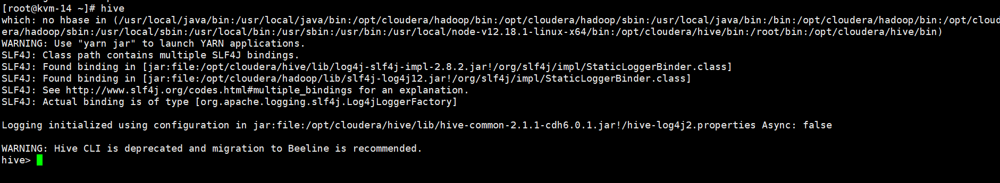 [root@kvm-14 ~]# hive
which: no hbase in (/usr/local/java/bin:/usr/local/java/bin:/opt/cloudera/hadoop/bin:/opt/cloudera/hadoop/sbin:/usr/local/java/bin:/bin:/opt/cloudera/hadoop/bin:/opt/cloud
era/hadoop/sbin:/usr/local/sbin:/usr/local/bin:/usr/sbin:/usr/bin:/usr/local/node-v12.18.1-linux-x64/bin:/opt/cloudera/hive/bin:/root/bin:/opt/cloudera/hive/bin)
WARNING: Use "yarn jar" to launch YARN applications.
SLF4J: Class path contains multiple SLF4J bindings.
SLF4J: Found binding in [jar:file:/opt/cloudera/hive/lib/log4j-slf4j-impl-2.8.2.jar!/org/slf4j/impl/StaticLoggerBinder.class]
SLF4J: Found binding in [jar:file:/opt/cloudera/hadoop/lib/slf4j-log4j12.jar!/org/slf4j/impl/StaticLoggerBinder.class]
SLF4J: See http://www.slf4j.org/codes.html#multiple_bindings for an explanation.
SLF4J: Actual binding is of type [org.apache.logging.slf4j.Log4jLoggerFactory]
Logging initialized using configuration in jar:file:/opt/cloudera/hive/lib/hive-common-2.1.1-cdh6.0.1.jar!/hive-log4j2.properties Async: false
WARNING: Hive CLI is deprecated and migration to Beeline is recommended.
hive>